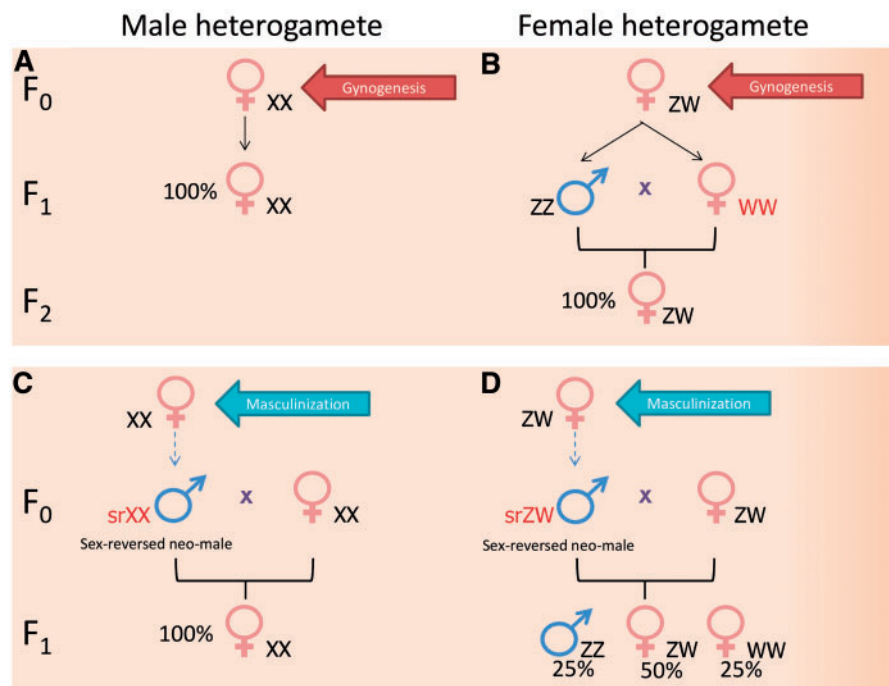 Male heterogamete
Female heterogamete
A
F0
XX
Gynogenesis
F1
100%
XX
F2
B
ZW
Gynogenesis
ZZ
x
WW
100%
ZW
C
XX
Masculinization
F0
srXX
x
XX
Sex-reversed neo-male
F1
100%
XX
D
ZW
Masculinization
srZW
x
ZW
Sex-reversed neo-male
ZZ
25%
ZW
50%
WW
25%